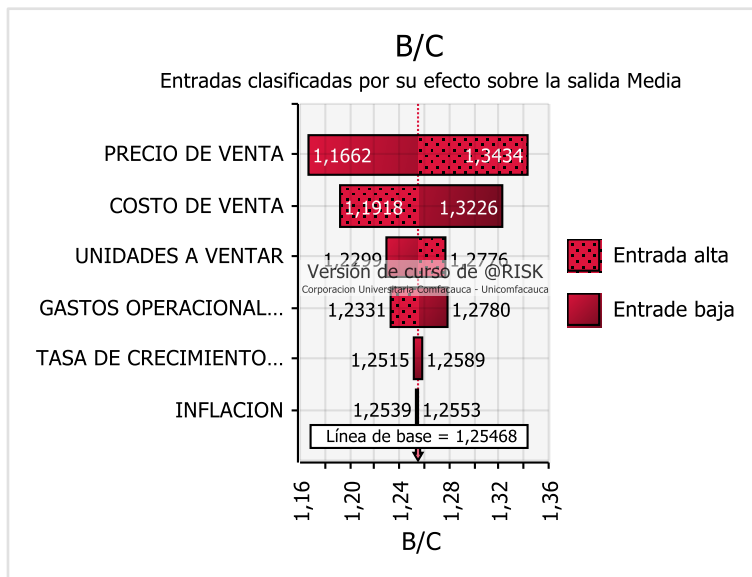 B/C
Entradas clasificadas por su efecto sobre la salida Media
PRECIO DE VENTA
1,1662
1,3434
COSTO DE VENTA
1,1918
1,3226
UNIDADES A VENTAR
1,2299
1,2776
Versión de curso de @RISK
Corporacion Universitaria Comfacauca - Unicomfacauca
GASTOS OPERACIONAL...
1,2331
1,2780
TASA DE CRECIMIENTO...
1,2515
1,2589
INFLACION
1,2539
1,2553
Línea de base = 1,25468
Entrada alta
Entrade baja
1,16
1,20
1,24
1,28
1,32
1,36
B/C